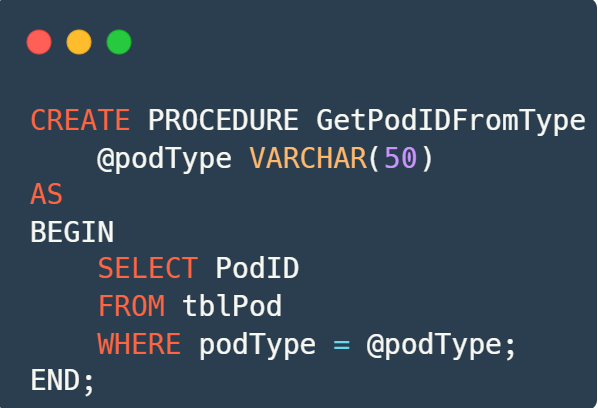 CREATE PROCEDURE GetPodIDFromType
    @podType VARCHAR(50)
AS
BEGIN
    SELECT PodID
    FROM tblPod
    WHERE podType = @podType;
END;